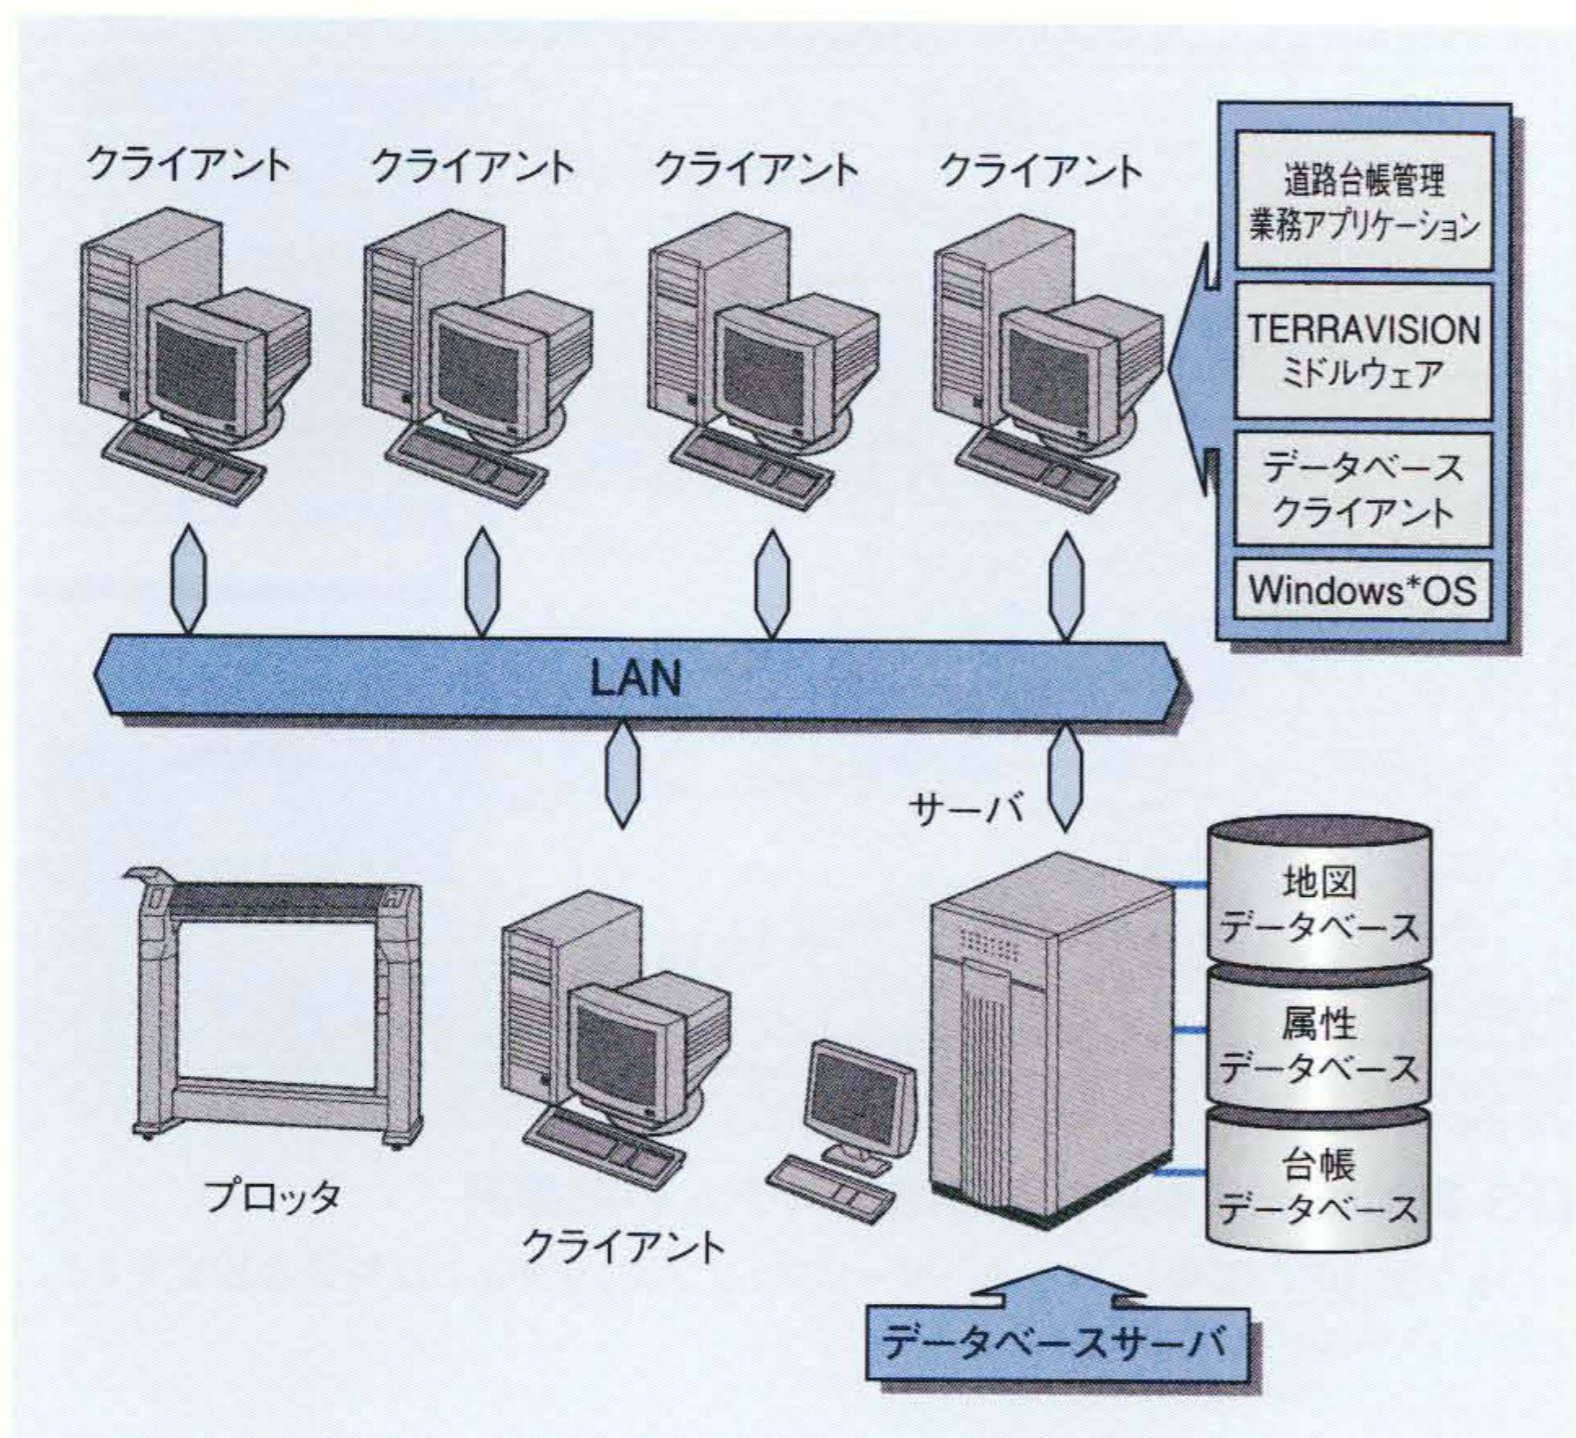 クライアント
クライアント
クライアント
クライアント
道路台帳管理
業務アプリケーション
TERRAVISION
ミドルウェア
データベース
クライアント
Windows*OS
LAN
サーバ
地図
データベース
属性
データベース
台帳
データベース
プロッタ
クライアント
データベースサーバ